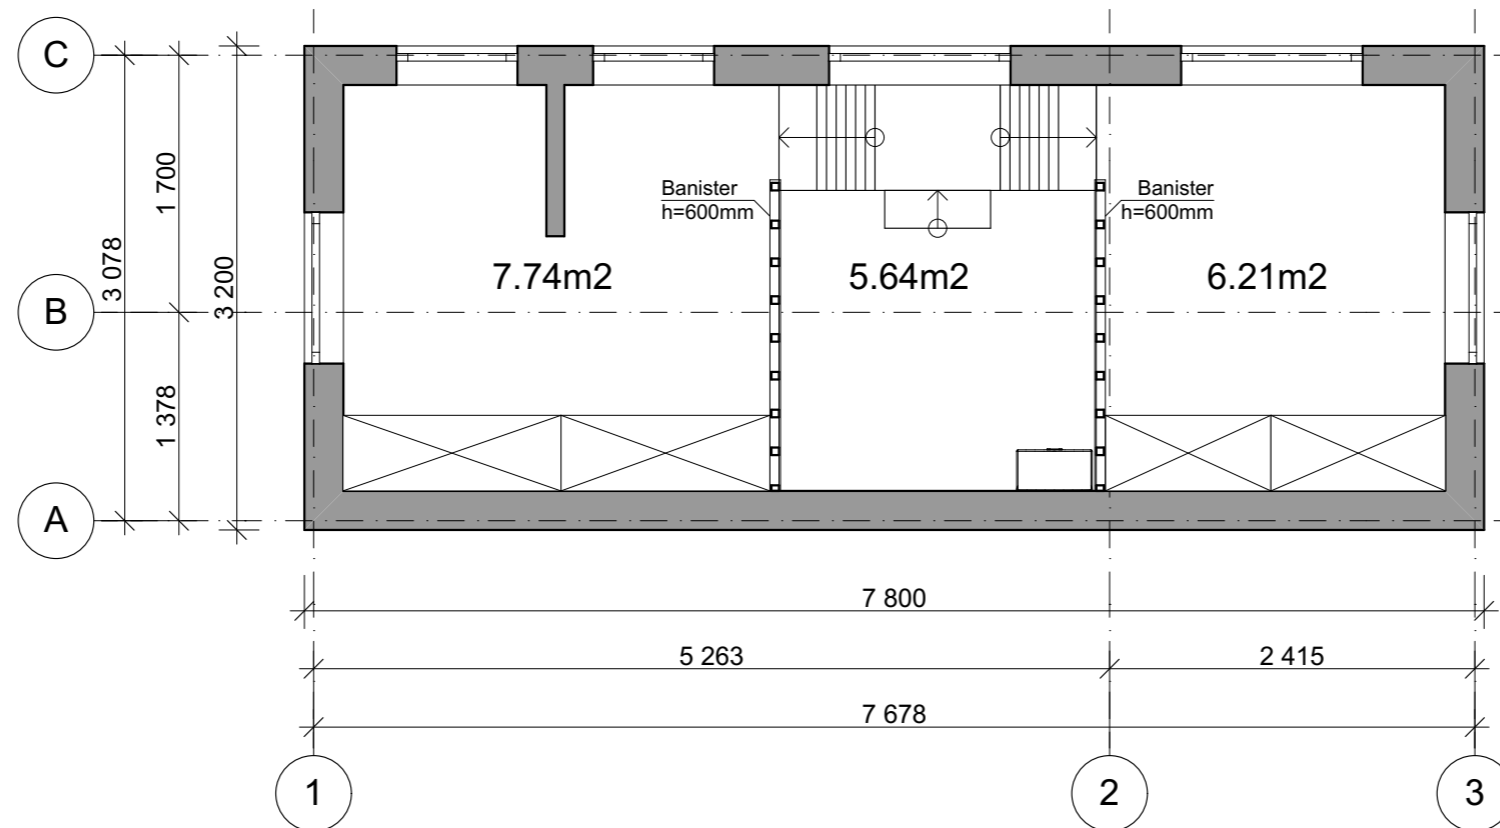 C
B
A
3 078
1 700
1 378
3 200
Banister
h=600mm
Banister
h=600mm
7.74m2
5.64m2
6.21m2
7 800
5 263
2 415
7 678
1
2
3